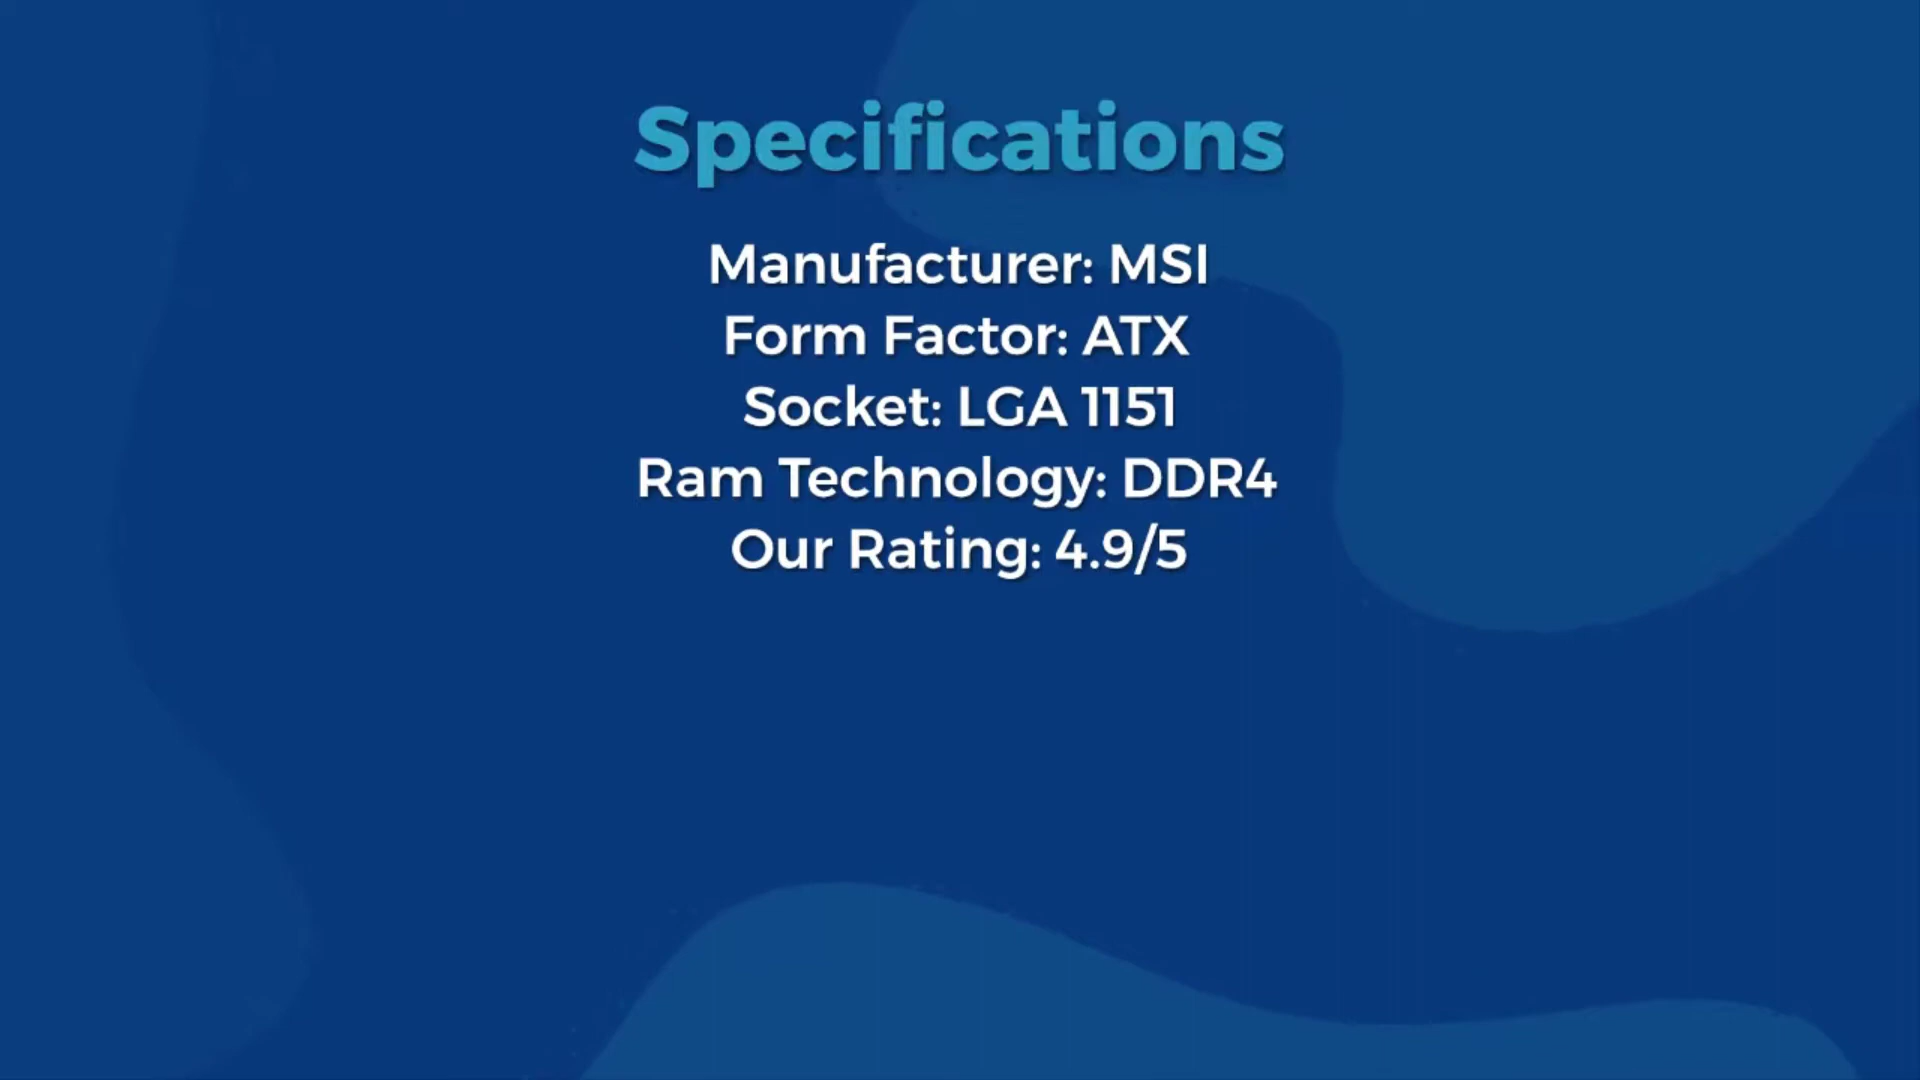 Specifications
Manufacturer: MSI
Form Factor: ATX
Socket: LGA 1151
Ram Technology: DDR4
Our Rating: 4.9/5